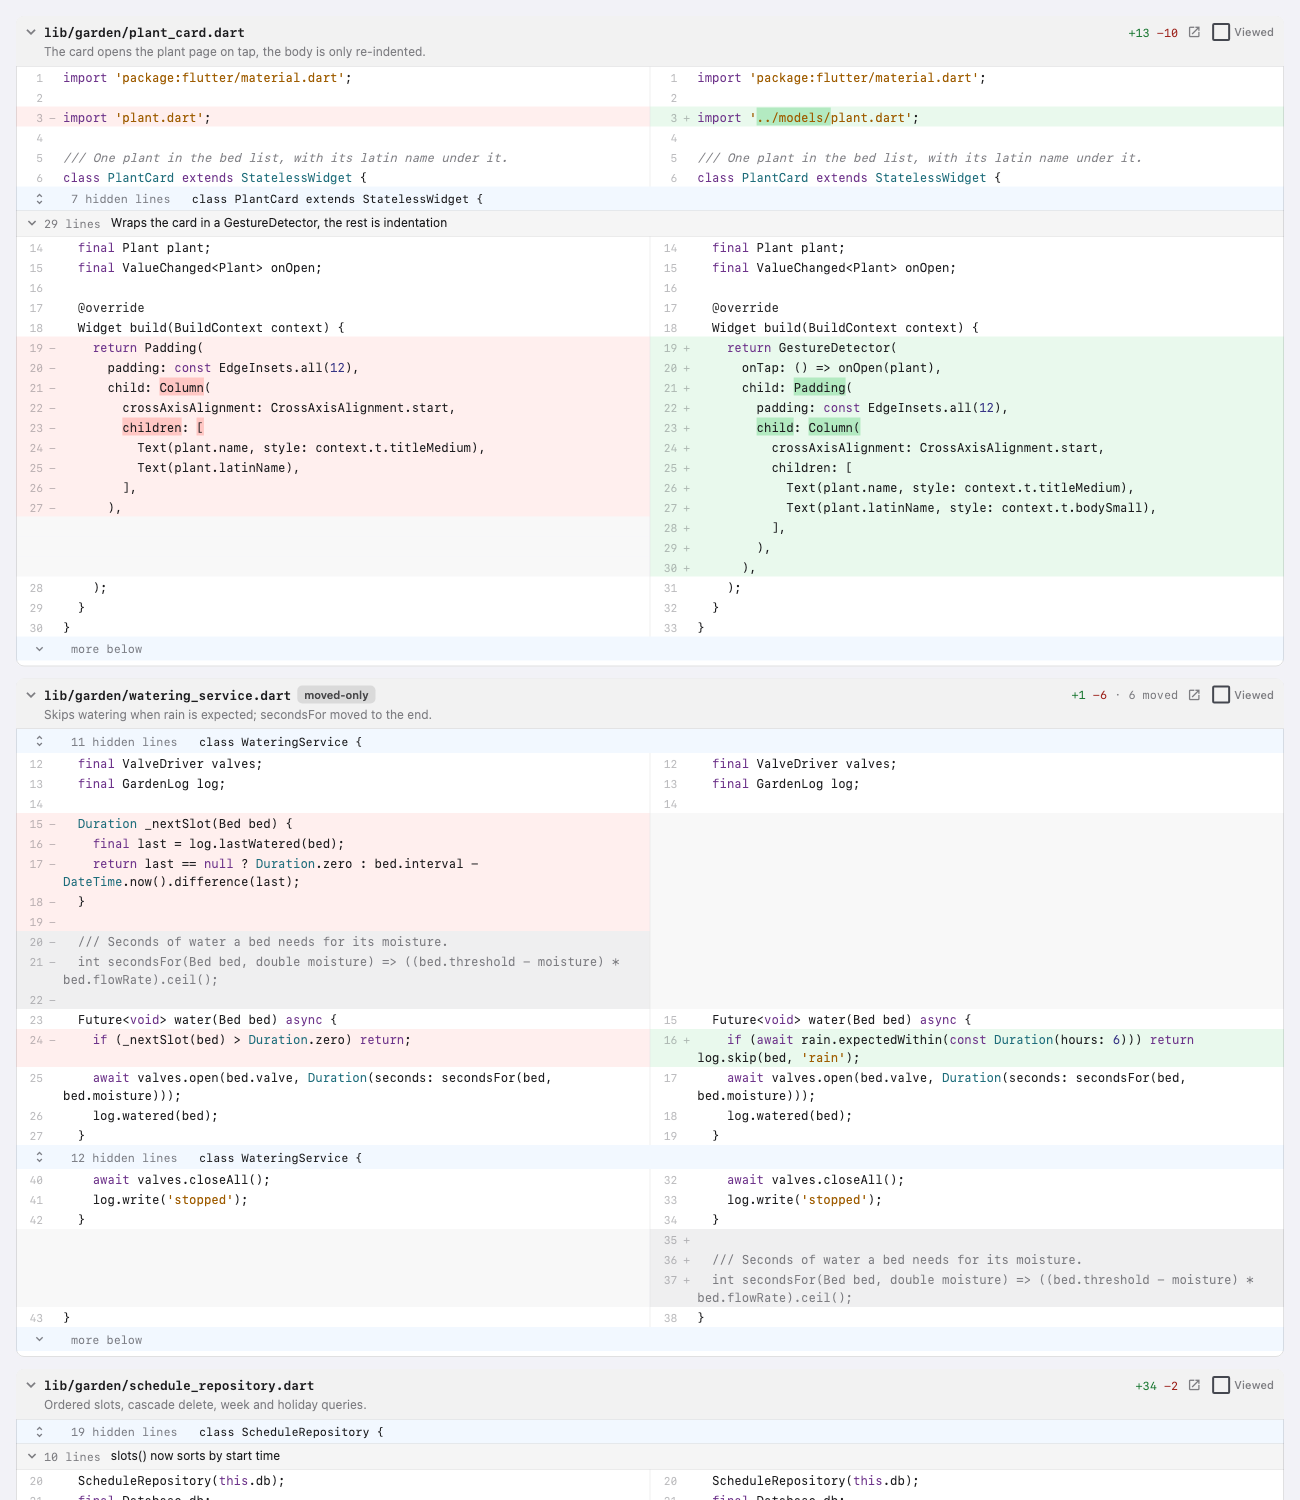 lib/garden/plant_card.dart +13 −10 Viewed
The card opens the plant page on tap, the body is only re-indented.
1 import 'package:flutter/material.dart'; 1 import 'package:flutter/material.dart';
2 2
3 − import 'plant.dart'; 3 + import '../models/plant.dart';
4 4
5 /// One plant in the bed list, with its latin name under it. 5 /// One plant in the bed list, with its latin name under it.
6 class PlantCard extends StatelessWidget { 6 class PlantCard extends StatelessWidget {
7 hidden lines class PlantCard extends StatelessWidget {
29 lines Wraps the card in a GestureDetector, the rest is indentation
14 final Plant plant; 14 final Plant plant;
15 final ValueChanged<Plant> onOpen; 15 final ValueChanged<Plant> onOpen;
16 16
17 @override 17 @override
18 Widget build(BuildContext context) { 18 Widget build(BuildContext context) {
19 − return Padding( 19 + return GestureDetector(
20 − padding: const EdgeInsets.all(12), 20 + onTap: () => onOpen(plant),
21 − child: Column( 21 + child: Padding(
22 − crossAxisAlignment: CrossAxisAlignment.start, 22 + padding: const EdgeInsets.all(12),
23 − children: [ 23 + child: Column(
24 − Text(plant.name, style: context.t.titleMedium), 24 + crossAxisAlignment: CrossAxisAlignment.start,
25 − Text(plant.latinName), 25 + children: [
26 − ], 26 + Text(plant.name, style: context.t.titleMedium),
27 − ), 27 + Text(plant.latinName, style: context.t.bodySmall),
28 + ],
29 + ),
30 + ),
28 ); 31 );
29 } 32 }
30 } 33 }
more below
lib/garden/watering_service.dart moved-only +1 −6 · 6 moved Viewed
Skips watering when rain is expected; secondsFor moved to the end.
11 hidden lines class WateringService {
12 final ValveDriver valves; 12 final ValveDriver valves;
13 final GardenLog log; 13 final GardenLog log;
14 14
15 − Duration _nextSlot(Bed bed) {
16 − final last = log.lastWatered(bed);
17 − return last == null ? Duration.zero : bed.interval −
DateTime.now().difference(last);
18 − }
19 −
20 − /// Seconds of water a bed needs for its moisture.
21 − int secondsFor(Bed bed, double moisture) => ((bed.threshold − moisture) *
bed.flowRate).ceil();
22 −
23 Future<void> water(Bed bed) async { 15 Future<void> water(Bed bed) async {
24 − if (_nextSlot(bed) > Duration.zero) return; 16 + if (await rain.expectedWithin(const Duration(hours: 6))) return
log.skip(bed, 'rain');
25 await valves.open(bed.valve, Duration(seconds: secondsFor(bed, 17 await valves.open(bed.valve, Duration(seconds: secondsFor(bed,
bed.moisture))); bed.moisture)));
26 log.watered(bed); 18 log.watered(bed);
27 } 19 }
12 hidden lines class WateringService {
40 await valves.closeAll(); 32 await valves.closeAll();
41 log.write('stopped'); 33 log.write('stopped');
42 } 34 }
35 +
36 + /// Seconds of water a bed needs for its moisture.
37 + int secondsFor(Bed bed, double moisture) => ((bed.threshold − moisture) *
bed.flowRate).ceil();
43 } 38 }
more below
lib/garden/schedule_repository.dart +34 −2 Viewed
Ordered slots, cascade delete, week and holiday queries.
19 hidden lines class ScheduleRepository {
10 lines slots() now sorts by start time
20 ScheduleRepository(this.db); 20 ScheduleRepository(this.db);